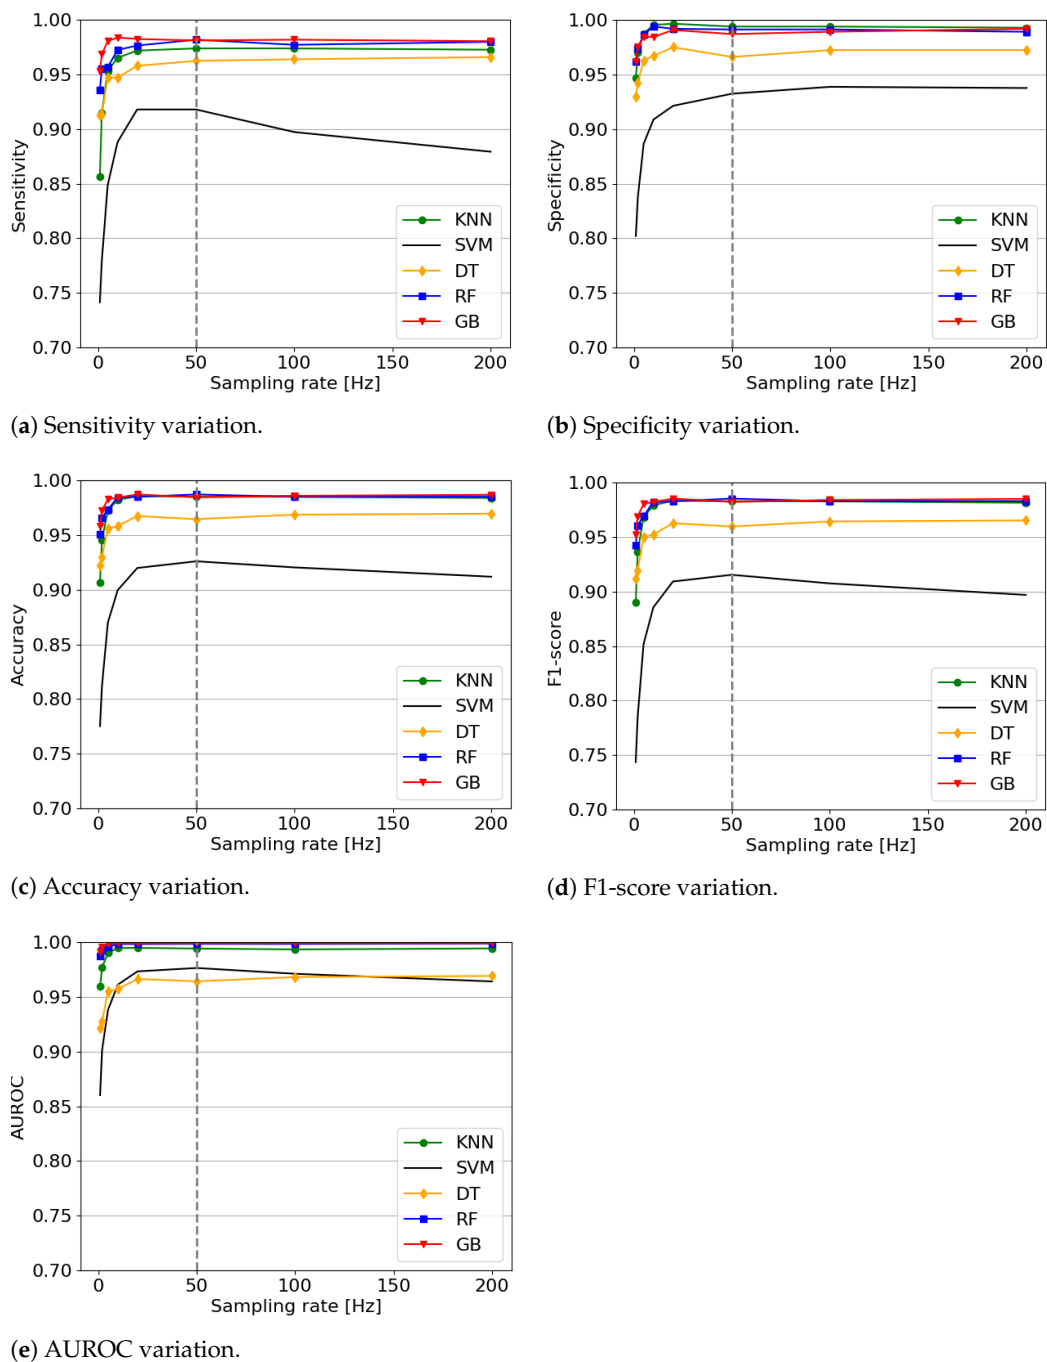 1.00
0.95
0.90
0.85
0.80
0.75
0.70
Sensitivity
0 50 100 150 200
Sampling rate [Hz]
KNN
SVM
DT
RF
GB
(a) Sensitivity variation.
1.00
0.95
0.90
0.85
0.80
0.75
0.70
Specificity
0 50 100 150 200
Sampling rate [Hz]
KNN
SVM
DT
RF
GB
(b) Specificity variation.
1.00
0.95
0.90
0.85
0.80
0.75
0.70
Accuracy
0 50 100 150 200
Sampling rate [Hz]
KNN
SVM
DT
RF
GB
(c) Accuracy variation.
1.00
0.95
0.90
0.85
0.80
0.75
0.70
F1-score
0 50 100 150 200
Sampling rate [Hz]
KNN
SVM
DT
RF
GB
(d) F1-score variation.
1.00
0.95
0.90
0.85
0.80
0.75
0.70
AUROC
0 50 100 150 200
Sampling rate [Hz]
KNN
SVM
DT
RF
GB
(e) AUROC variation.